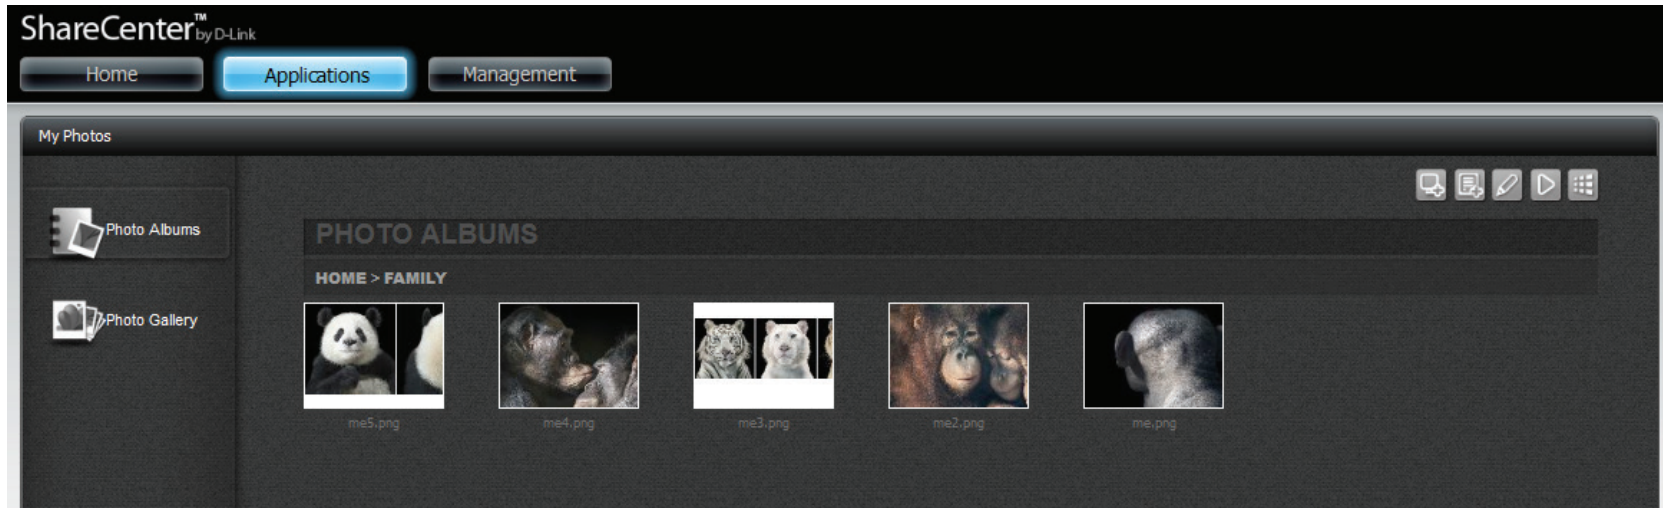 ShareCenter™ by D-Link
Home Applications Management
My Photos
Photo Albums
PHOTO ALBUMS
HOME > FAMILY
Photo Gallery
me5.png me4.png me3.png me2.png me.png